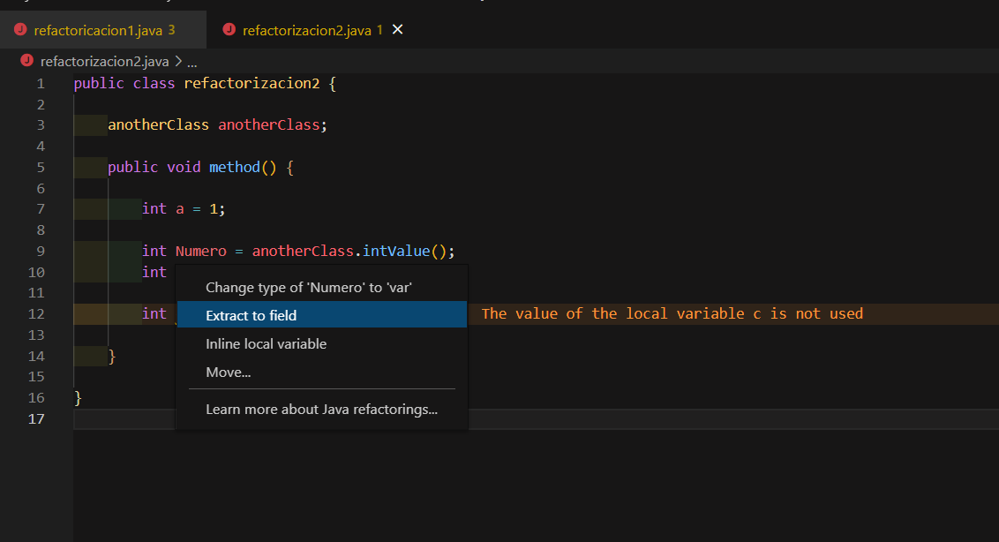 refactoricacion1.java 3
refactorizacion2.java 1
refactorizacion2.java > ...
1 public class refactorizacion2 {
2
3 anotherClass anotherClass;
4
5 public void method() {
6
7 int a = 1;
8
9 int Numero = anotherClass.intValue();
10 int
11
12 int The value of the local variable c is not used
13
14 }
15
16 }
17
Change type of 'Numero' to 'var'
Extract to field
Inline local variable
Move...
Learn more about Java refactorings...